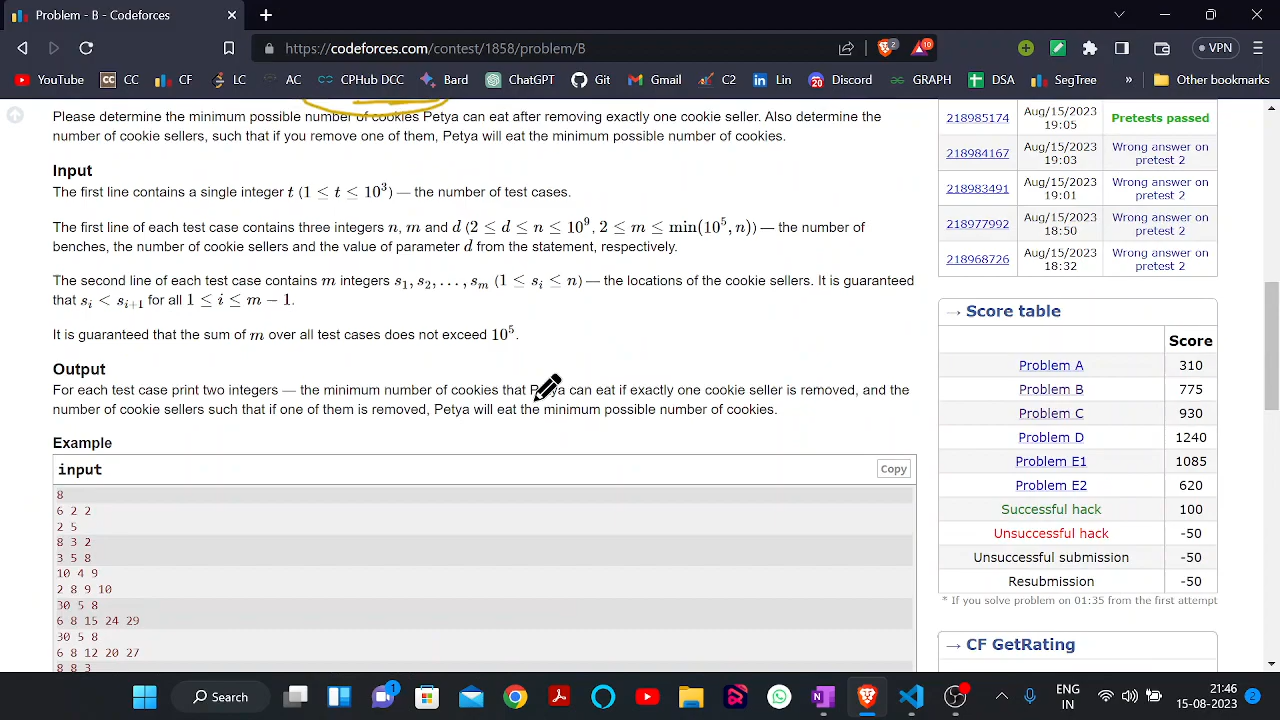 Problem - B - Codeforces
https://codeforces.com/contest/1858/problem/B
2
10
VPN
YouTube CC CF LC AC CPHub DCC Bard ChatGPT Git Gmail C2 Lin Discord GRAPH DSA SegTree » Other bookmarks
Please determine the minimum possible number of cookies Petya can eat after removing exactly one cookie seller. Also determine the
number of cookie sellers, such that if you remove one of them, Petya will eat the minimum possible number of cookies.
Input
The first line contains a single integer t (1 ≤ t ≤ 10³) — the number of test cases.
The first line of each test case contains three integers n, m and d (2 ≤ d ≤ n ≤ 10⁹, 2 ≤ m ≤ min(10⁵, n)) — the number of
benches, the number of cookie sellers and the value of parameter d from the statement, respectively.
The second line of each test case contains m integers s₁, s₂, …, sₘ (1 ≤ sᵢ ≤ n) — the locations of the cookie sellers. It is guaranteed
that sᵢ < sᵢ₊₁ for all 1 ≤ i ≤ m − 1.
It is guaranteed that the sum of m over all test cases does not exceed 10⁵.
Output
For each test case print two integers — the minimum number of cookies that Petya can eat if exactly one cookie seller is removed, and the
number of cookie sellers such that if one of them is removed, Petya will eat the minimum possible number of cookies.
Example
input
Copy
8
6 2 2
2 5
8 3 2
3 5 8
10 4 9
2 8 9 10
30 5 8
6 8 15 24 29
30 5 8
6 8 12 20 27
8 8 3
218985174 Aug/15/2023 19:05 Pretests passed
218984167 Aug/15/2023 19:03 Wrong answer on pretest 2
218983491 Aug/15/2023 19:01 Wrong answer on pretest 2
218977992 Aug/15/2023 18:50 Wrong answer on pretest 2
218968726 Aug/15/2023 18:32 Wrong answer on pretest 2
→ Score table
Score
Problem A 310
Problem B 775
Problem C 930
Problem D 1240
Problem E1 1085
Problem E2 620
Successful hack 100
Unsuccessful hack -50
Unsuccessful submission -50
Resubmission -50
* If you solve problem on 01:35 from the first attempt
→ CF GetRating
Search
1
ENG
IN
21:46
15-08-2023
2